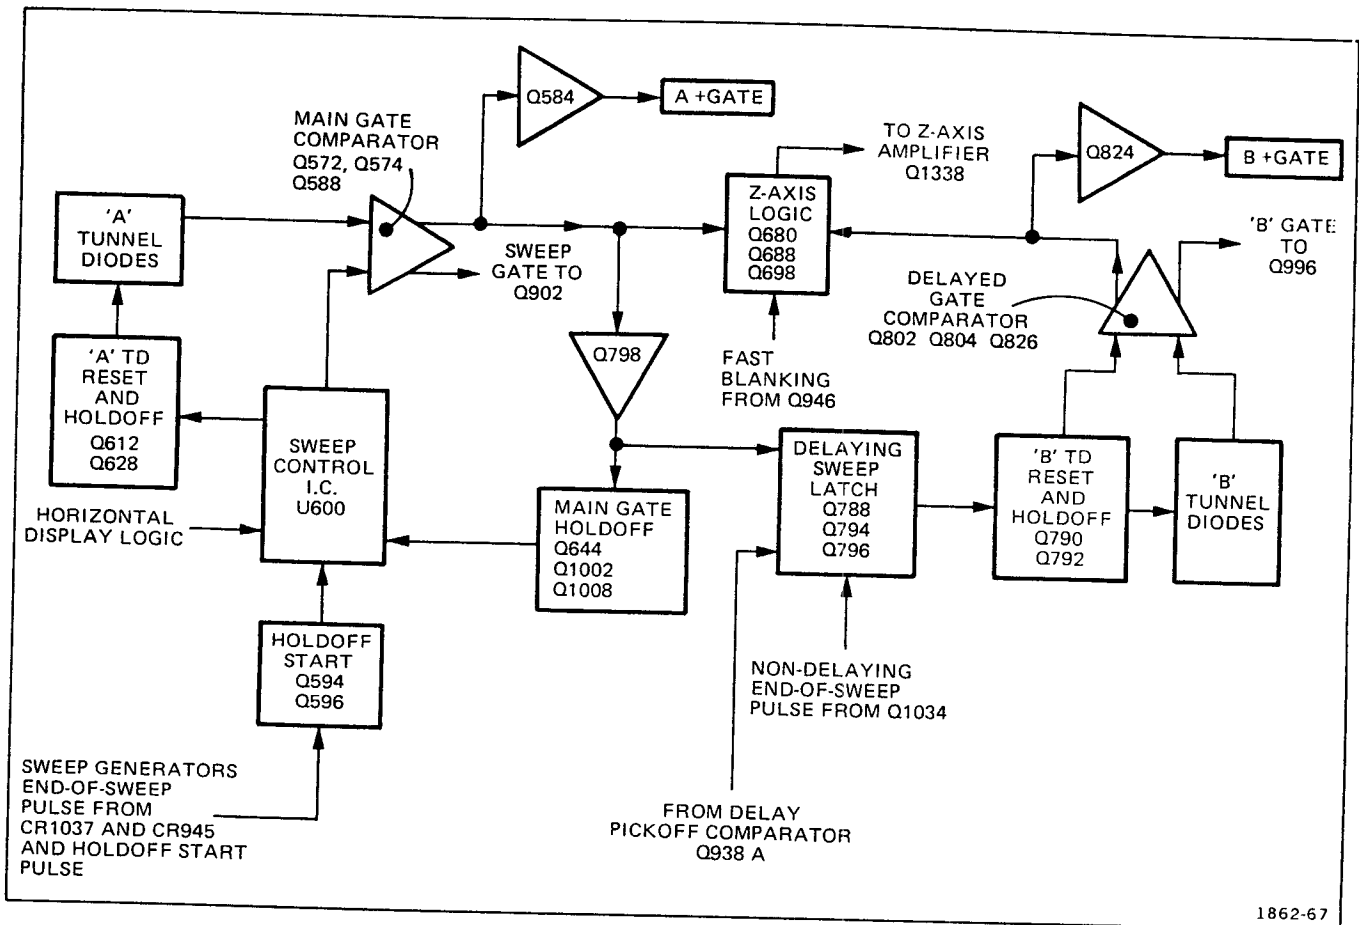 Q584
A +GATE
MAIN GATE
COMPARATOR
Q572, Q574
Q588
TO Z-AXIS
AMPLIFIER
Q1338
Q824
B +GATE
'A'
TUNNEL
DIODES
SWEEP
GATE TO
Q902
Z-AXIS
LOGIC
Q680
Q688
Q698
'B' GATE
TO
Q996
DELAYED
GATE
COMPARATOR
Q802 Q804 Q826
'A' TD
RESET
AND
HOLDOFF
Q612
Q628
Q798
FAST
BLANKING
FROM Q946
SWEEP
CONTROL
I.C.
U600
HORIZONTAL
DISPLAY LOGIC
MAIN GATE
HOLDOFF
Q644
Q1002
Q1008
DELAYING
SWEEP
LATCH
Q788
Q794
Q796
'B' TD
RESET
AND
HOLDOFF
Q790
Q792
'B'
TUNNEL
DIODES
HOLDOFF
START
Q594
Q596
NON-DELAYING
END-OF-SWEEP
PULSE FROM Q1034
SWEEP GENERATORS
END-OF-SWEEP
PULSE FROM
CR1037 AND CR945
AND HOLDOFF START
PULSE
FROM DELAY
PICKOFF COMPARATOR
Q938 A
1862-67